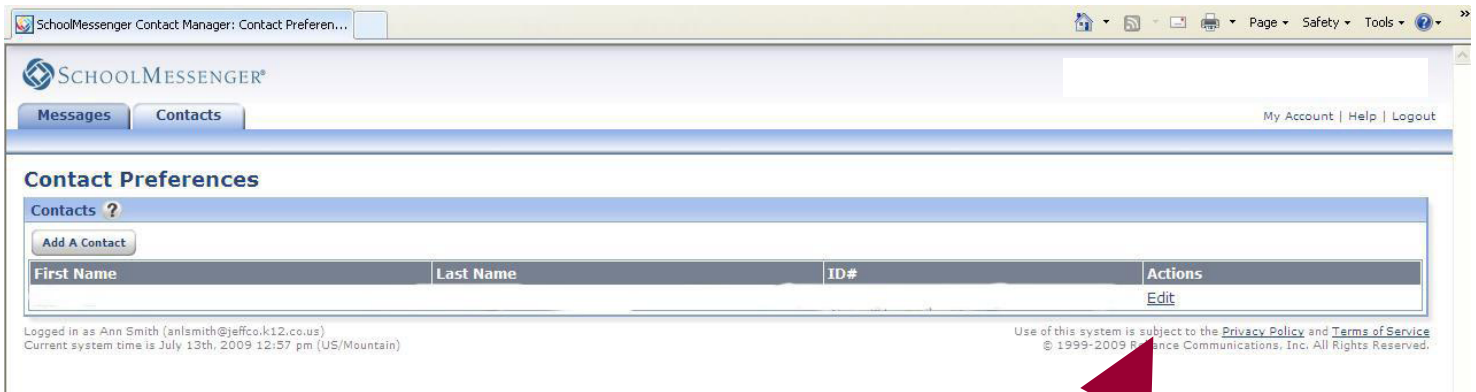 SchoolMessenger Contact Manager: Contact Preferen...
Page Safety Tools »
SCHOOLMESSENGER®
Messages Contacts
My Account | Help | Logout
Contact Preferences
Contacts ?
Add A Contact
First Name Last Name ID# Actions
Edit
Logged in as Ann Smith (anlsmith@jeffco.k12.co.us)
Use of this system is subject to the Privacy Policy and Terms of Service
Current system time is July 13th, 2009 12:57 pm (US/Mountain)
© 1999-2009 Reliance Communications, Inc. All Rights Reserved.